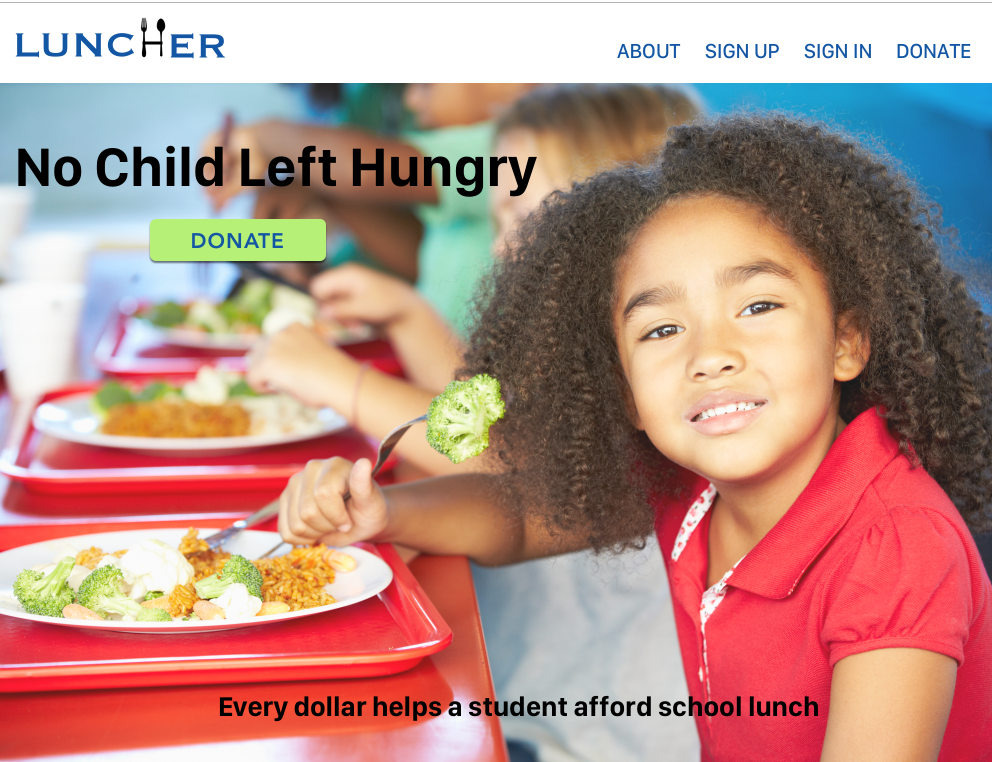 LUNCHER
ABOUT SIGN UP SIGN IN DONATE
No Child Left Hungry
DONATE
Every dollar helps a student afford school lunch